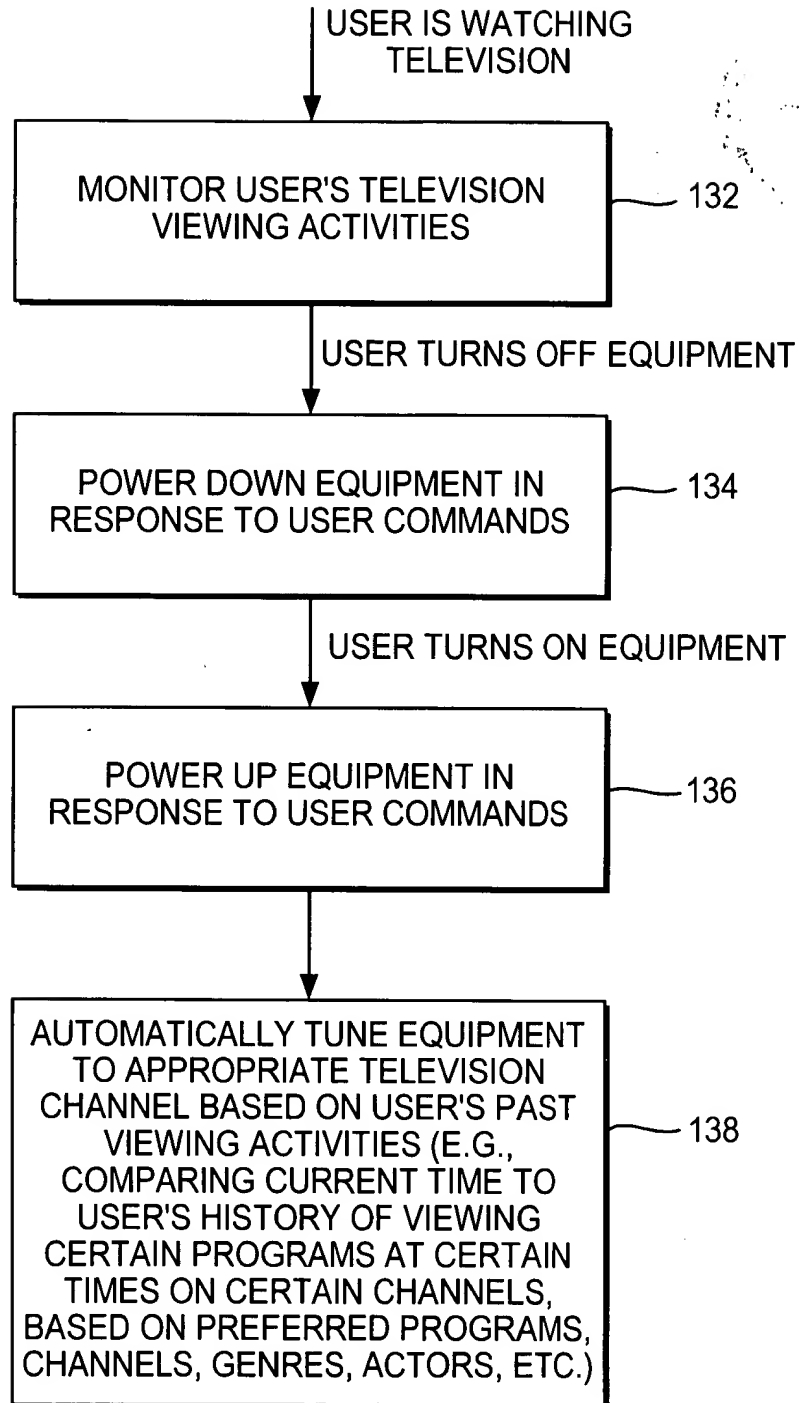 USER IS WATCHING
TELEVISION
MONITOR USER'S TELEVISION
VIEWING ACTIVITIES
132
USER TURNS OFF EQUIPMENT
POWER DOWN EQUIPMENT IN
RESPONSE TO USER COMMANDS
134
USER TURNS ON EQUIPMENT
POWER UP EQUIPMENT IN
RESPONSE TO USER COMMANDS
136
AUTOMATICALLY TUNE EQUIPMENT
TO APPROPRIATE TELEVISION
CHANNEL BASED ON USER'S PAST
VIEWING ACTIVITIES (E.G.,
COMPARING CURRENT TIME TO
USER'S HISTORY OF VIEWING
CERTAIN PROGRAMS AT CERTAIN
TIMES ON CERTAIN CHANNELS,
BASED ON PREFERRED PROGRAMS,
CHANNELS, GENRES, ACTORS, ETC.)
138